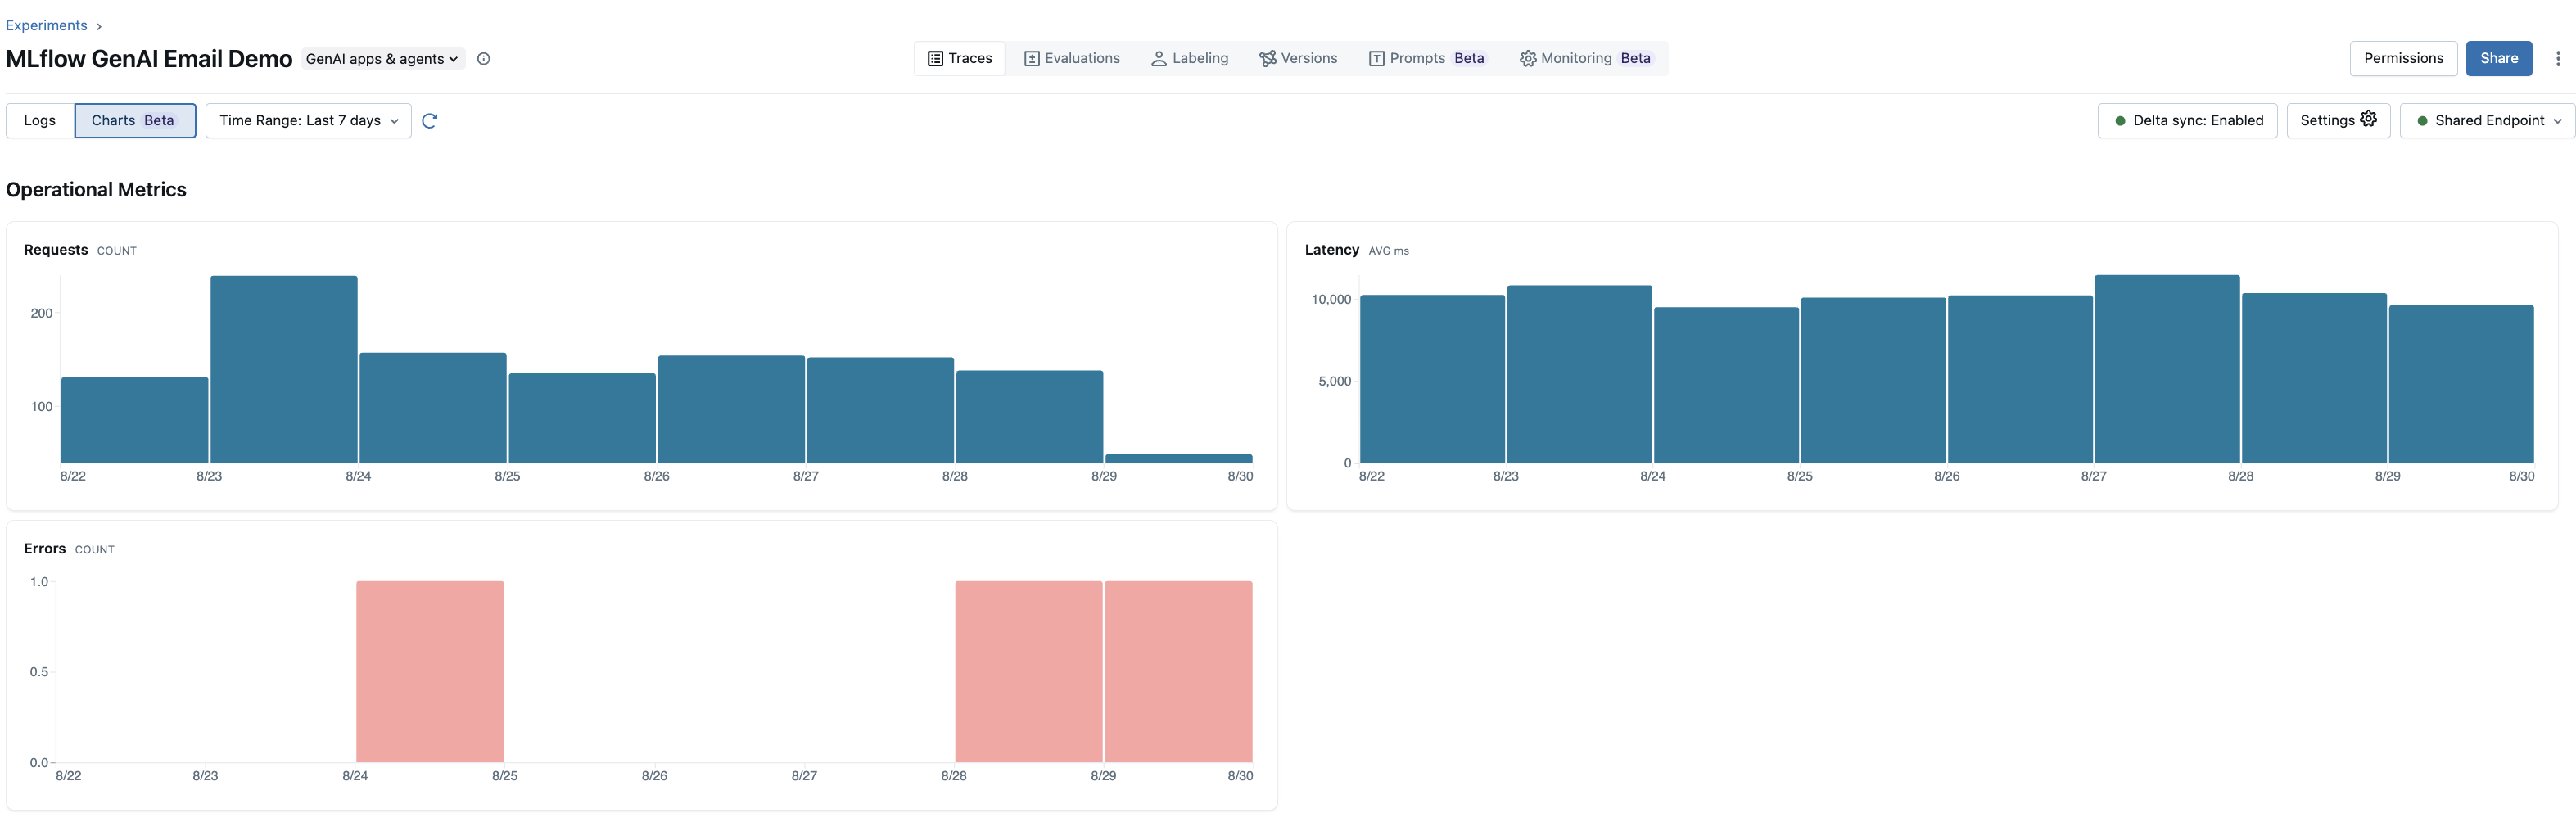 Experiments
MLflow GenAI Email Demo GenAI apps & agents
Traces Evaluations Labeling Versions Prompts Beta Monitoring Beta
Permissions Share
Logs Charts Beta Time Range: Last 7 days
Delta sync: Enabled Settings Shared Endpoint
Operational Metrics
Requests COUNT
200
100
8/22 8/23 8/24 8/25 8/26 8/27 8/28 8/29 8/30
Latency AVG ms
10,000
5,000
0
8/22 8/23 8/24 8/25 8/26 8/27 8/28 8/29 8/30
Errors COUNT
1.0
0.5
0.0
8/22 8/23 8/24 8/25 8/26 8/27 8/28 8/29 8/30